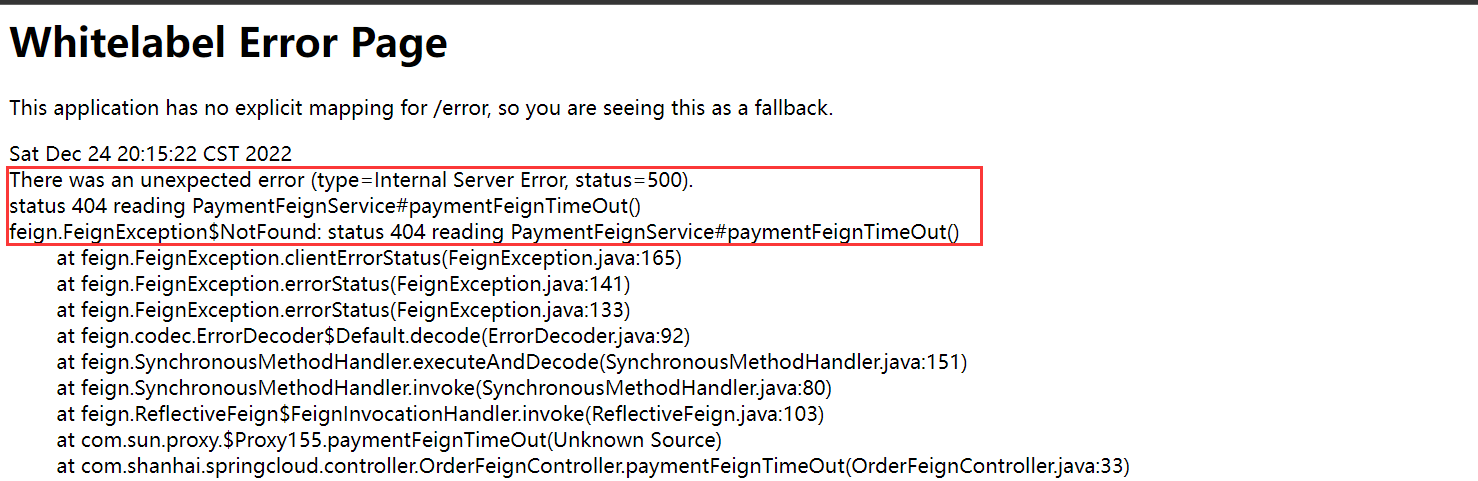 Whitelabel Error Page
This application has no explicit mapping for /error, so you are seeing this as a fallback.
Sat Dec 24 20:15:22 CST 2022
There was an unexpected error (type=Internal Server Error, status=500).
status 404 reading PaymentFeignService#paymentFeignTimeOut()
feign.FeignException$NotFound: status 404 reading PaymentFeignService#paymentFeignTimeOut()
at feign.FeignException.clientErrorStatus(FeignException.java:165)
at feign.FeignException.errorStatus(FeignException.java:141)
at feign.FeignException.errorStatus(FeignException.java:133)
at feign.codec.ErrorDecoder$Default.decode(ErrorDecoder.java:92)
at feign.SynchronousMethodHandler.executeAndDecode(SynchronousMethodHandler.java:151)
at feign.SynchronousMethodHandler.invoke(SynchronousMethodHandler.java:80)
at feign.ReflectiveFeign$FeignInvocationHandler.invoke(ReflectiveFeign.java:103)
at com.sun.proxy.$Proxy155.paymentFeignTimeOut(Unknown Source)
at com.shanhai.springcloud.controller.OrderFeignController.paymentFeignTimeOut(OrderFeignController.java:33)